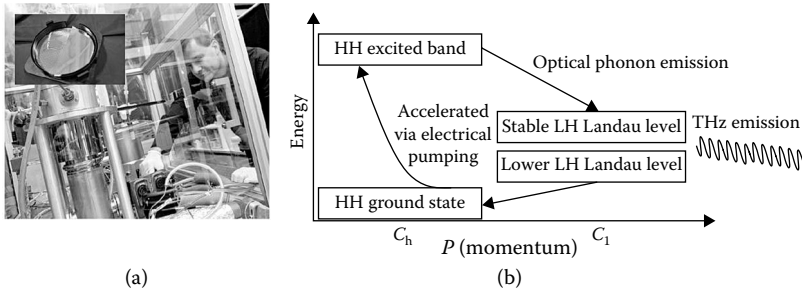 HH excited band
Optical phonon emission
Energy
Accelerated
via electrical
pumping
Stable LH Landau level
THz emission
Lower LH Landau level
HH ground state
C_h
P (momentum)
C_1
(a)
(b)